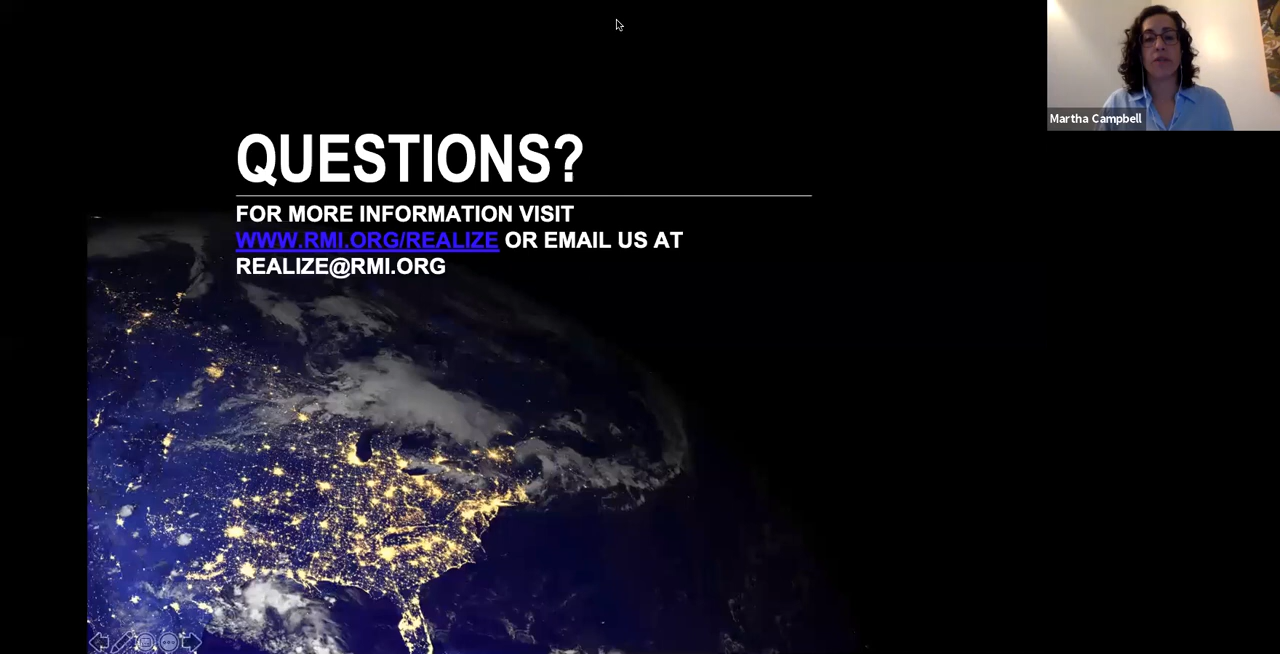 Martha Campbell
QUESTIONS?
FOR MORE INFORMATION VISIT
WWW.RMI.ORG/REALIZE OR EMAIL US AT
REALIZE@RMI.ORG